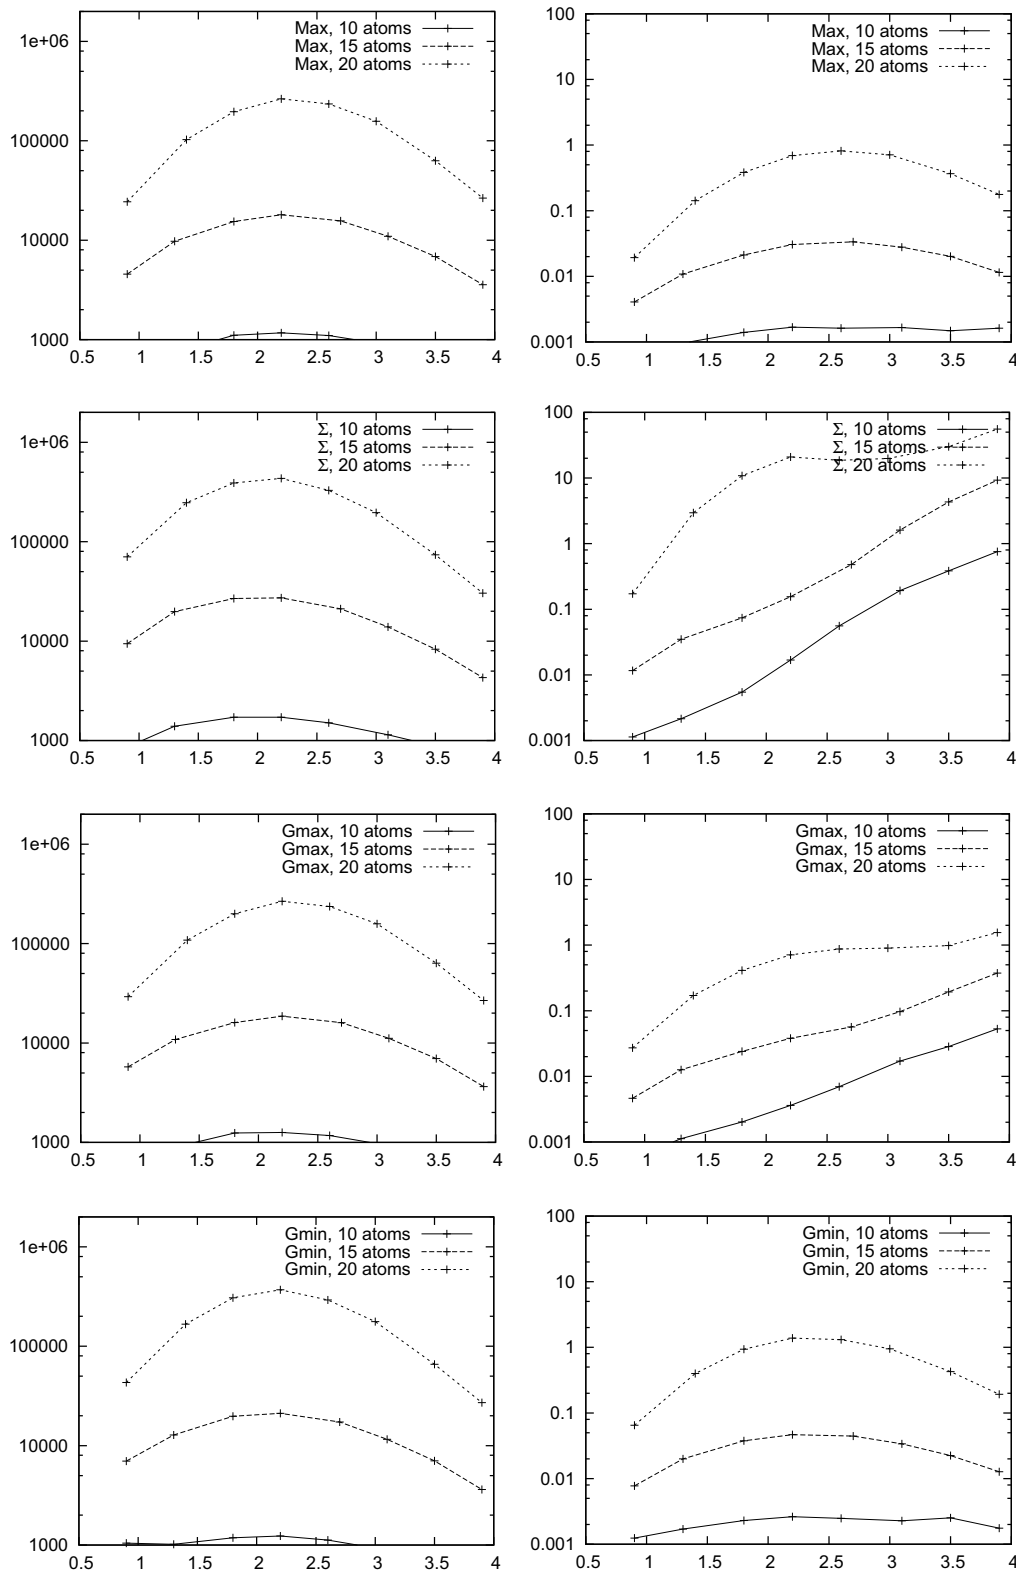 1e+06
100000
10000
1000
0.5 1 1.5 2 2.5 3 3.5 4
Max, 10 atoms
Max, 15 atoms
Max, 20 atoms
100
10
1
0.1
0.01
0.001
0.5 1 1.5 2 2.5 3 3.5 4
Max, 10 atoms
Max, 15 atoms
Max, 20 atoms
1e+06
100000
10000
1000
0.5 1 1.5 2 2.5 3 3.5 4
Σ, 10 atoms
Σ, 15 atoms
Σ, 20 atoms
100
10
1
0.1
0.01
0.001
0.5 1 1.5 2 2.5 3 3.5 4
Σ, 10 atoms
Σ, 15 atoms
Σ, 20 atoms
1e+06
100000
10000
1000
0.5 1 1.5 2 2.5 3 3.5 4
Gmax, 10 atoms
Gmax, 15 atoms
Gmax, 20 atoms
100
10
1
0.1
0.01
0.001
0.5 1 1.5 2 2.5 3 3.5 4
Gmax, 10 atoms
Gmax, 15 atoms
Gmax, 20 atoms
1e+06
100000
10000
1000
0.5 1 1.5 2 2.5 3 3.5 4
Gmin, 10 atoms
Gmin, 15 atoms
Gmin, 20 atoms
100
10
1
0.1
0.01
0.001
0.5 1 1.5 2 2.5 3 3.5 4
Gmin, 10 atoms
Gmin, 15 atoms
Gmin, 20 atoms